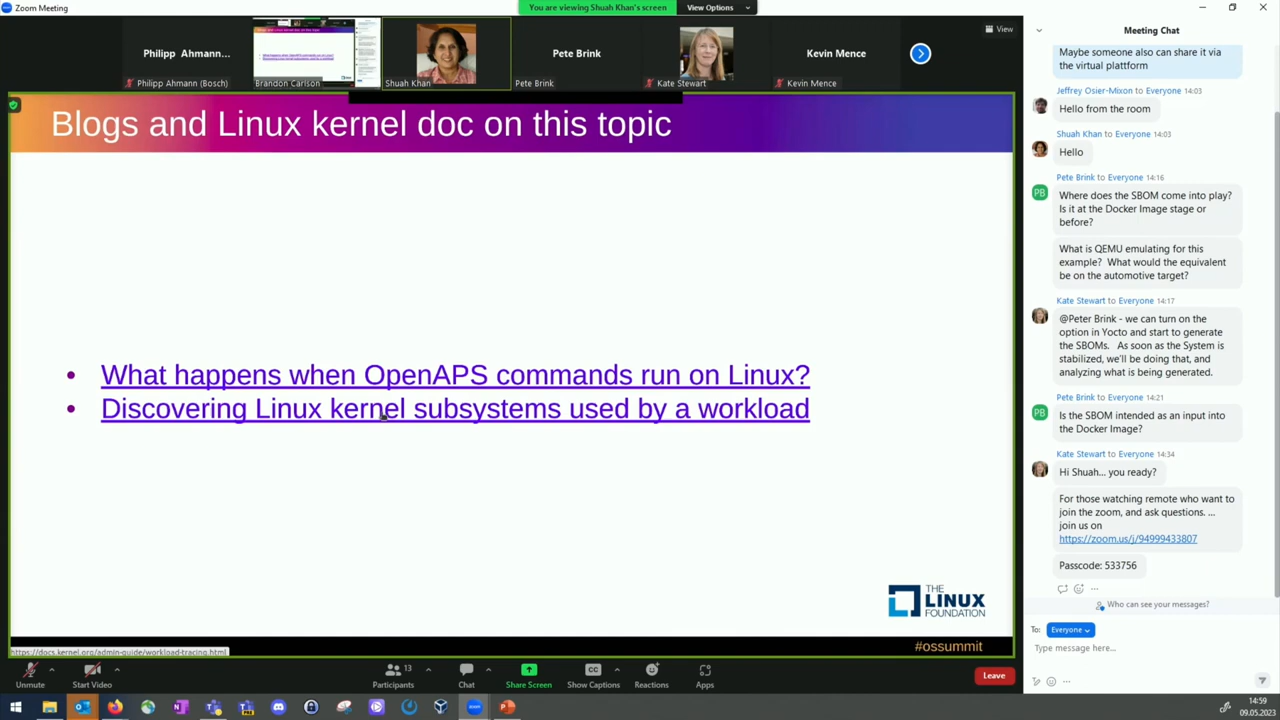 Zoom Meeting
You are viewing Shuah Khan's screen
View Options
View
Philipp Ahmann...
Philipp Ahmann (Bosch)
Brandon Carlson
Shuah Khan
Pete Brink
Pete Brink
Kate Stewart
Kevin Mence
Kevin Mence
Blogs and Linux kernel doc on this topic
• What happens when OpenAPS commands run on Linux?
• Discovering Linux kernel subsystems used by a workload
THE
LINUX
FOUNDATION
#ossummit
https://docs.kernel.org/admin-guide/workload-tracing.html
Meeting Chat
Maybe someone also can share it via
the virtual plattform
Jeffrey Osier-Mixon to Everyone 14:03
Hello from the room
Shuah Khan to Everyone 14:03
Hello
Pete Brink to Everyone 14:16
PB
Where does the SBOM come into play?
Is it at the Docker Image stage or
before?
What is QEMU emulating for this
example? What would the equivalent
be on the automotive target?
Kate Stewart to Everyone 14:17
@Peter Brink - we can turn on the
option in Yocto and start to generate
the SBOMs. As soon as the System is
stabilized, we'll be doing that, and
analyzing what is being generated.
Pete Brink to Everyone 14:21
PB
Is the SBOM intended as an input into
the Docker Image?
Kate Stewart to Everyone 14:34
Hi Shuah... you ready?
For those watching remote who want to
join the zoom, and ask questions. ...
join us on
https://zoom.us/j/94999433807
Passcode: 533756
Who can see your messages?
To: Everyone
Type message here...
Unmute
Start Video
13
Participants
Chat
Share Screen
CC
Show Captions
Reactions
Apps
Leave
14:59
09.05.2023